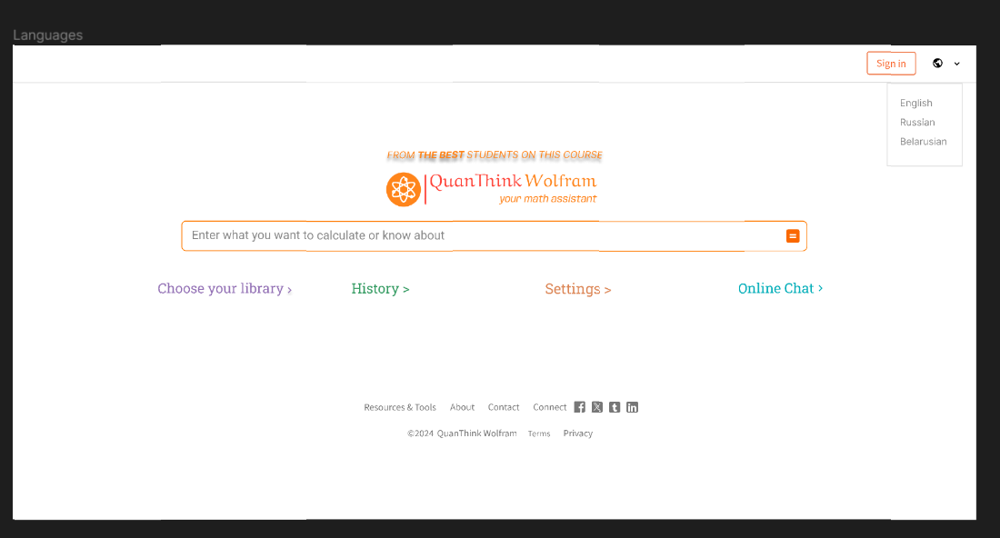 Languages
Sign in
English
Russian
Belarusian
FROM THE BEST STUDENTS ON THIS COURSE
QuanThink Wolfram
your math assistant
Enter what you want to calculate or know about
=
Choose your library > History > Settings > Online Chat >
Resources & Tools About Contact Connect
©2024 QuanThink Wolfram Terms Privacy